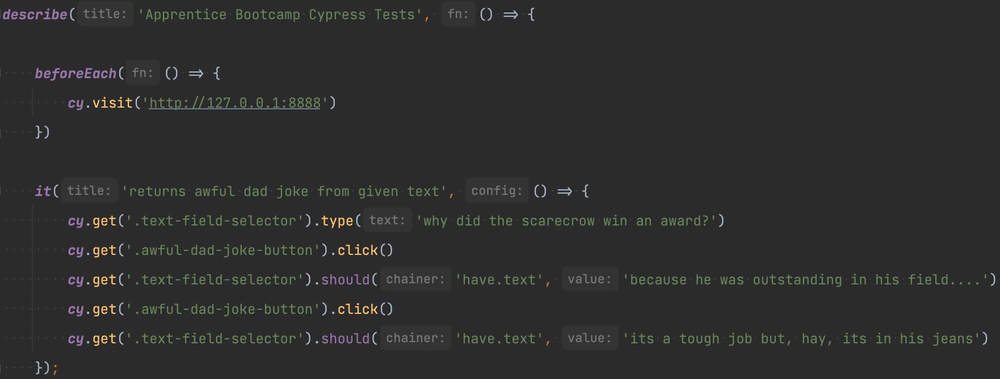 describe( title: 'Apprentice Bootcamp Cypress Tests', fn: () => {
beforeEach( fn: () => {
cy.visit('http://127.0.0.1:8888')
})
it( title: 'returns awful dad joke from given text', config: () => {
cy.get('.text-field-selector').type( text: 'why did the scarecrow win an award?')
cy.get('.awful-dad-joke-button').click()
cy.get('.text-field-selector').should( chainer: 'have.text', value: 'because he was outstanding in his field....')
cy.get('.awful-dad-joke-button').click()
cy.get('.text-field-selector').should( chainer: 'have.text', value: 'its a tough job but, hay, its in his jeans')
});